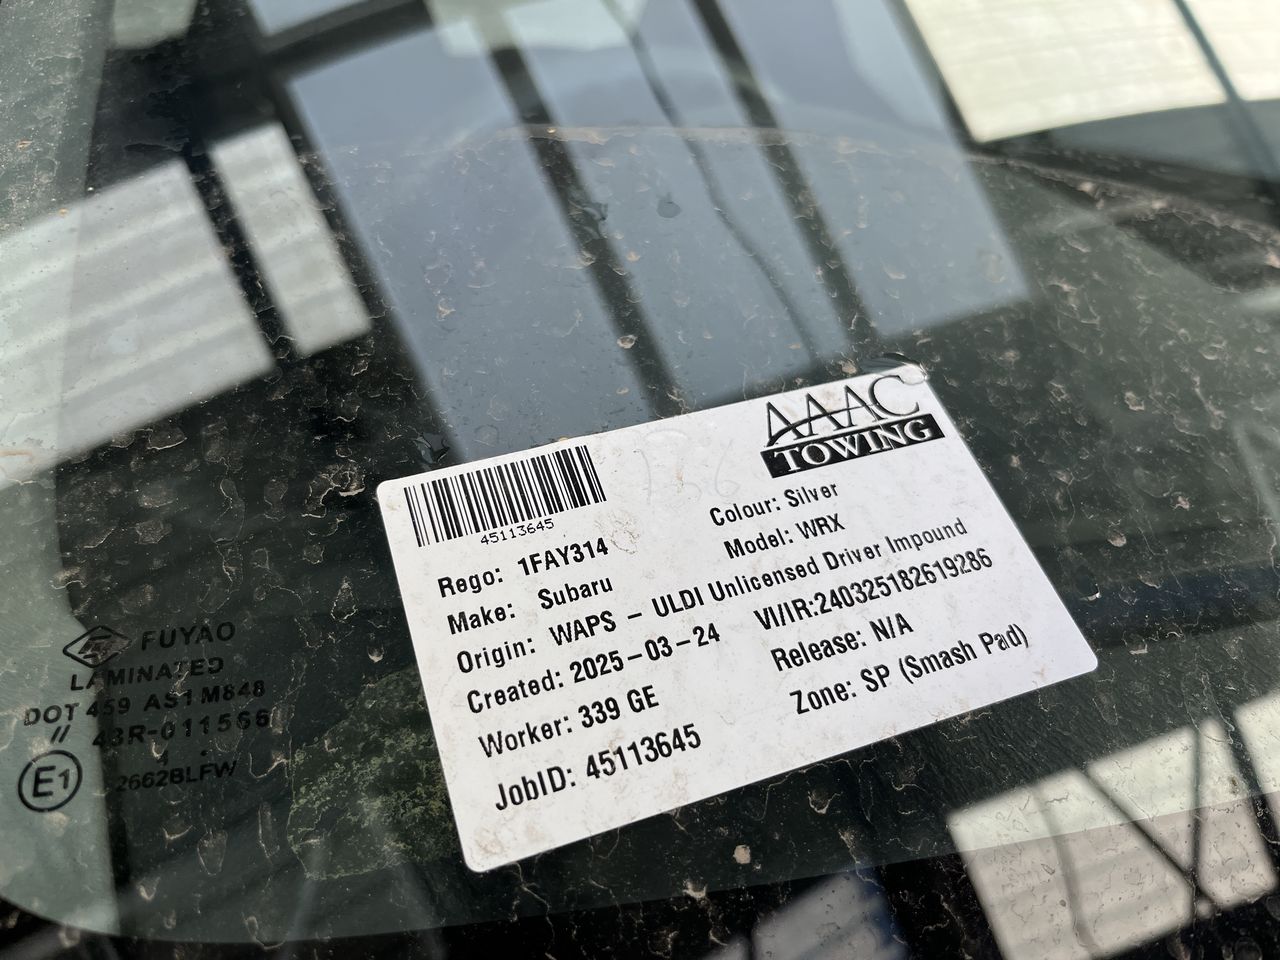 AAAC
TOWING
45113645
Rego: 1FAY314
Colour: Silver
Make: Subaru
Model: WRX
Origin: WAPS - ULDI Unlicensed Driver Impound
Created: 2025-03-24
VI/IR:240325182619286
Worker: 339 GE
Release: N/A
JobID: 45113645
Zone: SP (Smash Pad)
FUYAO
LAMINATED
DOT 459 AS1 M848
// 43R-011566
E1
2662BLFW